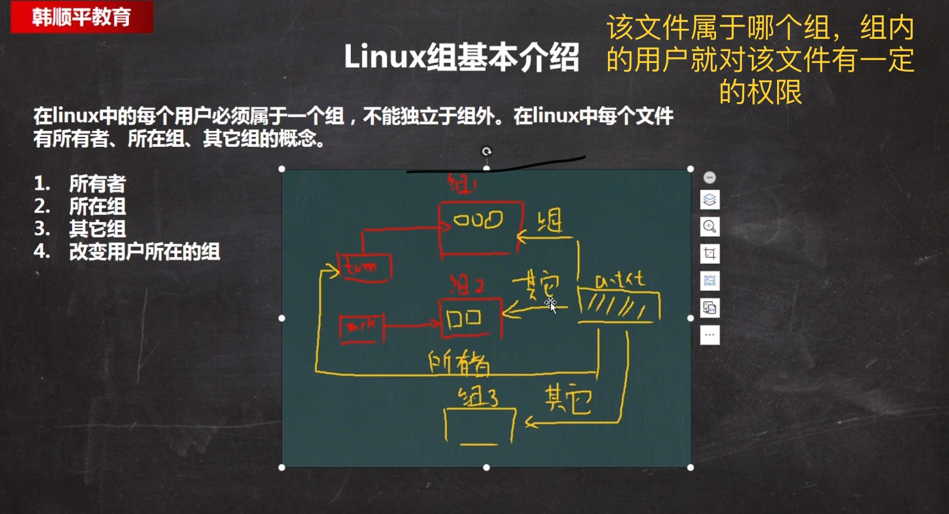 韩顺平教育
Linux组基本介绍
该文件属于哪个组，组内
的用户就对该文件有一定
的权限
在linux中的每个用户必须属于一个组，不能独立于组外。在linux中每个文件
有所有者、所在组、其它组的概念。
1. 所有者
2. 所在组
3. 其它组
4. 改变用户所在的组
组1
组
tom
组2
其它
a.txt
所有者
组3
其它